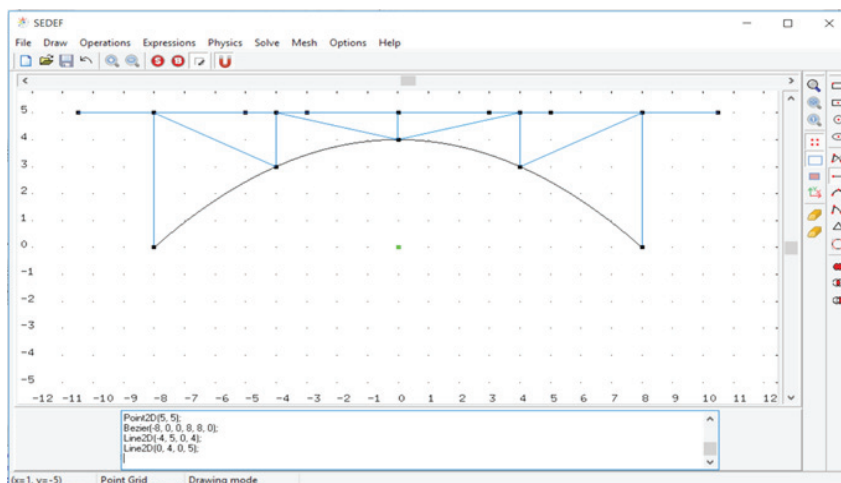 SEDEF
File Draw Operations Expressions Physics Solve Mesh Options Help
5
4
3
2
1
0
-1
-2
-3
-4
-5
-12 -11 -10 -9 -8 -7 -6 -5 -4 -3 -2 -1 0 1 2 3 4 5 6 7 8 9 10 11 12
Point2D(5, 5);
Bezier(-8, 0, 0, 8, 8, 0);
Line2D(-4, 5, 0, 4);
Line2D(0, 4, 0, 5);
(x=1, y=-5) Point Grid Drawing mode